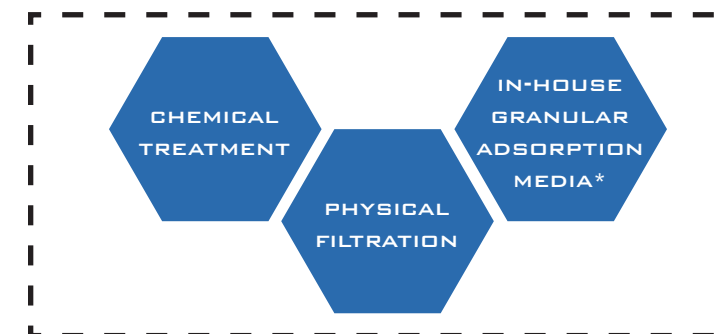 CHEMICAL
TREATMENT
PHYSICAL
FILTRATION
IN-HOUSE
GRANULAR
ADSORPTION
MEDIA*